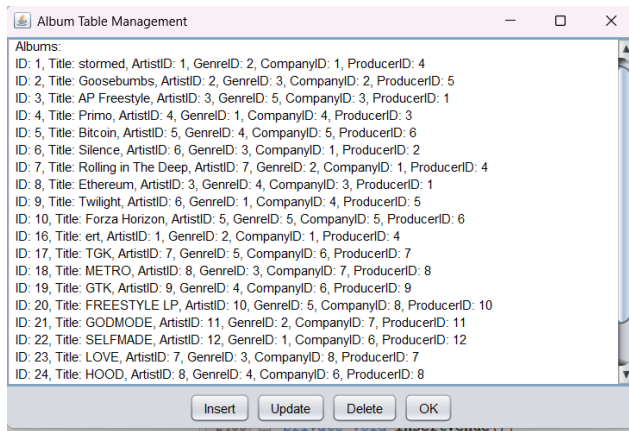 Album Table Management
Albums:
ID: 1, Title: stormed, ArtistID: 1, GenreID: 2, CompanyID: 1, ProducerID: 4
ID: 2, Title: Goosebumbs, ArtistID: 2, GenreID: 3, CompanyID: 2, ProducerID: 5
ID: 3, Title: AP Freestyle, ArtistID: 3, GenreID: 5, CompanyID: 3, ProducerID: 1
ID: 4, Title: Primo, ArtistID: 4, GenreID: 1, CompanyID: 4, ProducerID: 3
ID: 5, Title: Bitcoin, ArtistID: 5, GenreID: 4, CompanyID: 5, ProducerID: 6
ID: 6, Title: Silence, ArtistID: 6, GenreID: 3, CompanyID: 1, ProducerID: 2
ID: 7, Title: Rolling in The Deep, ArtistID: 7, GenreID: 2, CompanyID: 1, ProducerID: 4
ID: 8, Title: Ethereum, ArtistID: 3, GenreID: 4, CompanyID: 3, ProducerID: 1
ID: 9, Title: Twilight, ArtistID: 6, GenreID: 1, CompanyID: 4, ProducerID: 5
ID: 10, Title: Forza Horizon, ArtistID: 5, GenreID: 5, CompanyID: 5, ProducerID: 6
ID: 16, Title: ert, ArtistID: 1, GenreID: 2, CompanyID: 1, ProducerID: 4
ID: 17, Title: TGK, ArtistID: 7, GenreID: 5, CompanyID: 6, ProducerID: 7
ID: 18, Title: METRO, ArtistID: 8, GenreID: 3, CompanyID: 7, ProducerID: 8
ID: 19, Title: GTK, ArtistID: 9, GenreID: 4, CompanyID: 6, ProducerID: 9
ID: 20, Title: FREESTYLE LP, ArtistID: 10, GenreID: 5, CompanyID: 8, ProducerID: 10
ID: 21, Title: GODMODE, ArtistID: 11, GenreID: 2, CompanyID: 7, ProducerID: 11
ID: 22, Title: SELFMADE, ArtistID: 12, GenreID: 1, CompanyID: 6, ProducerID: 12
ID: 23, Title: LOVE, ArtistID: 7, GenreID: 3, CompanyID: 8, ProducerID: 7
ID: 24, Title: HOOD, ArtistID: 8, GenreID: 4, CompanyID: 6, ProducerID: 8
Insert Update Delete OK